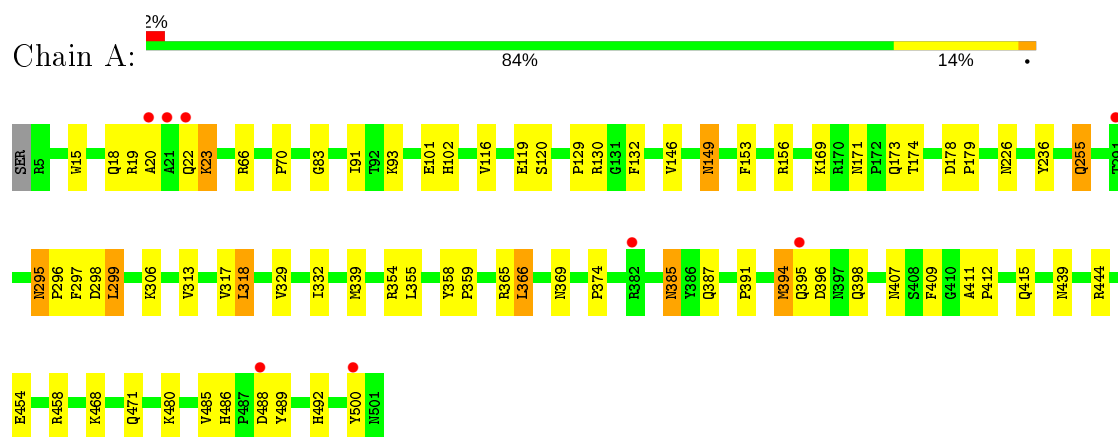 2%
Chain A:
84% 14% •
SER R5 W15 Q18 R19 A20 A21 Q22 K23 R66 P70 G83 I91 T92 K93 E101 H102 V116 E119 S120 P129 R130 G131 F132 V146 N149 F153 R156 K169 R170 N171 P172 Q173 T174 D178 P179 N226 Y236 Q255 T291
N295 P296 F297 D298 L299 K306 V313 V317 L318 V329 I332 M339 R354 L355 Y358 P359 R365 L366 N369 P374 R382 N385 Y386 Q387 P391 M394 Q395 D396 N397 Q398 N407 S408 F409 G410 A411 P412 Q415 N439 R444
E454 R458 K468 Q471 K480 V485 H486 P487 D488 Y489 H492 Y500 N501